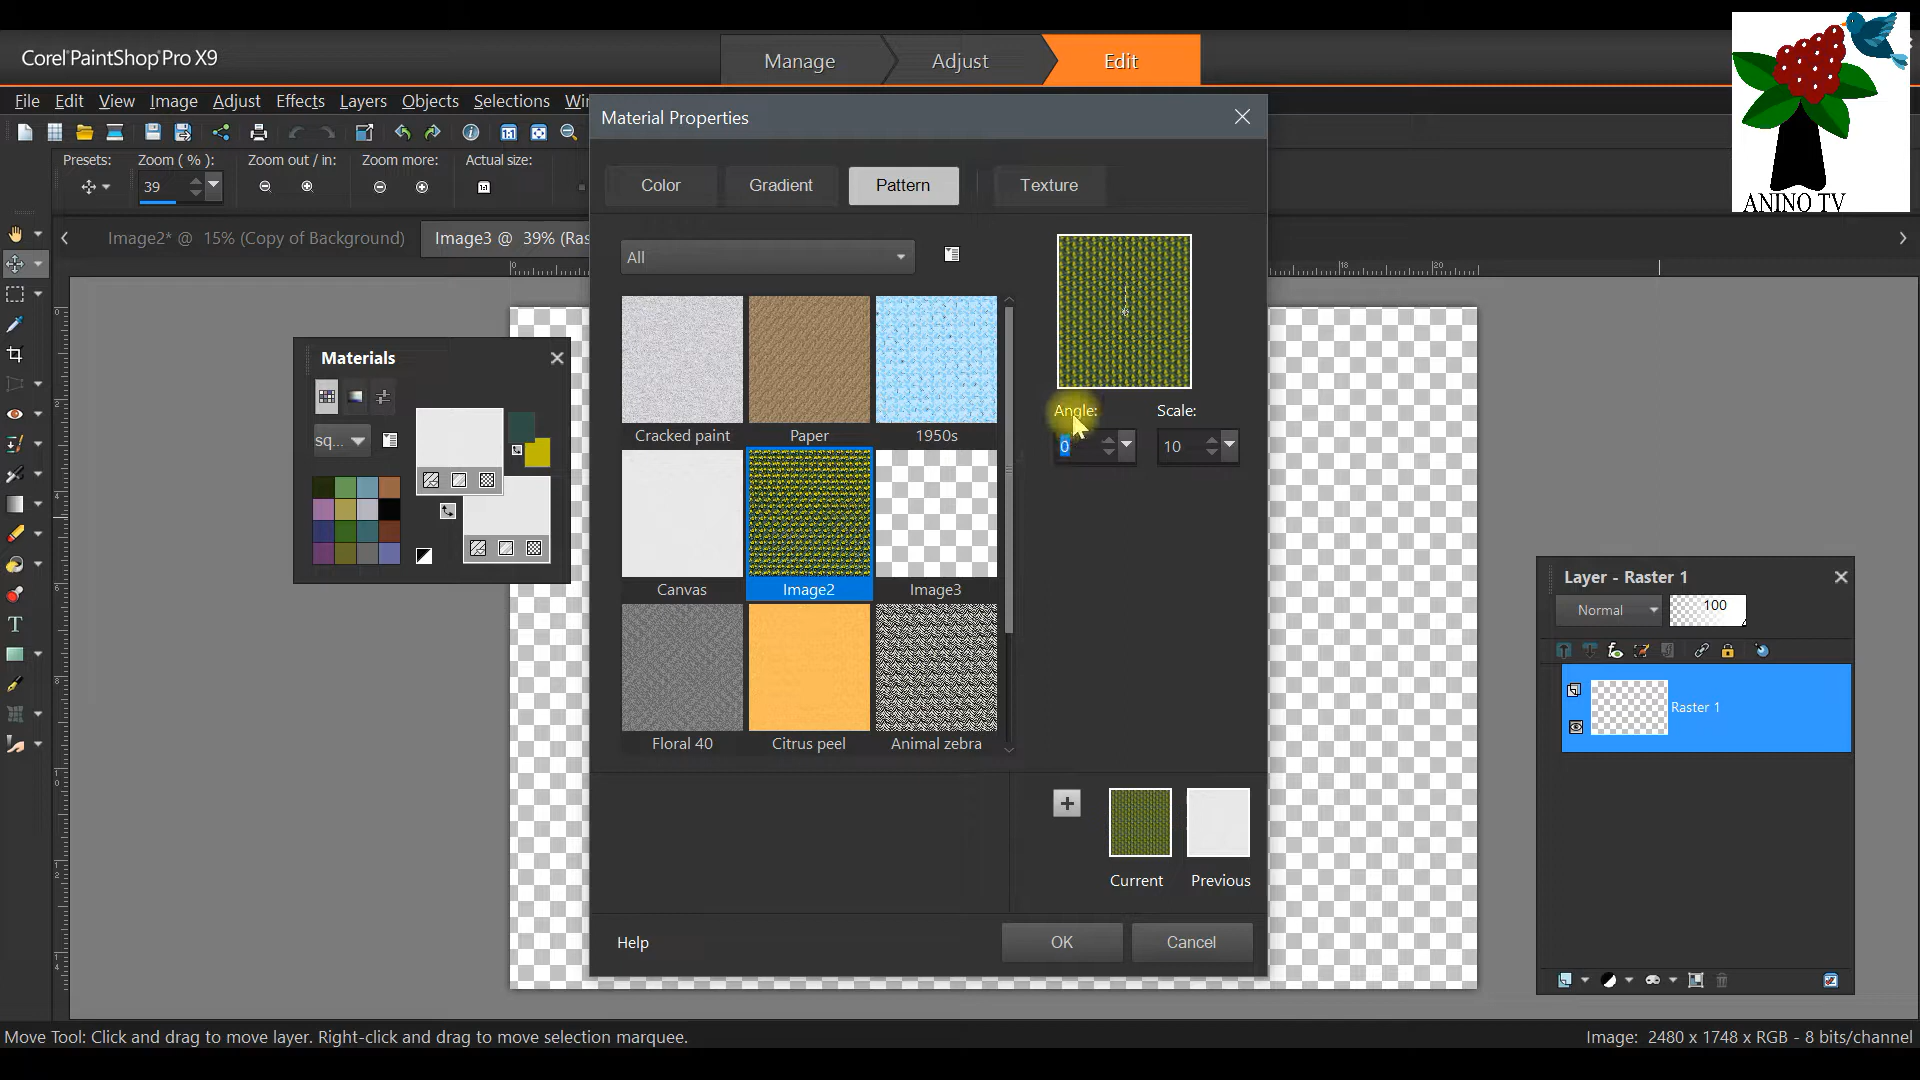 Corel PaintShop Pro X9
Manage
Adjust
Edit
ANINO TV
File Edit View Image Adjust Effects Layers Objects Selections
Material Properties
Presets:
Zoom ( % ):
Zoom out / in:
Zoom more:
Actual size:
39
Color
Gradient
Pattern
Texture
Image2* @ 15% (Copy of Background)
Image3 @ 39%
All
18
20
Materials
sq...
Cracked paint
Paper
1950s
Angle:
Scale:
0
10
Canvas
Image2
Image3
Floral 40
Citrus peel
Animal zebra
Layer - Raster 1
Normal
100
Raster 1
Current
Previous
Help
OK
Cancel
Move Tool: Click and drag to move layer. Right-click and drag to move selection marquee.
Image: 2480 x 1748 x RGB - 8 bits/channel